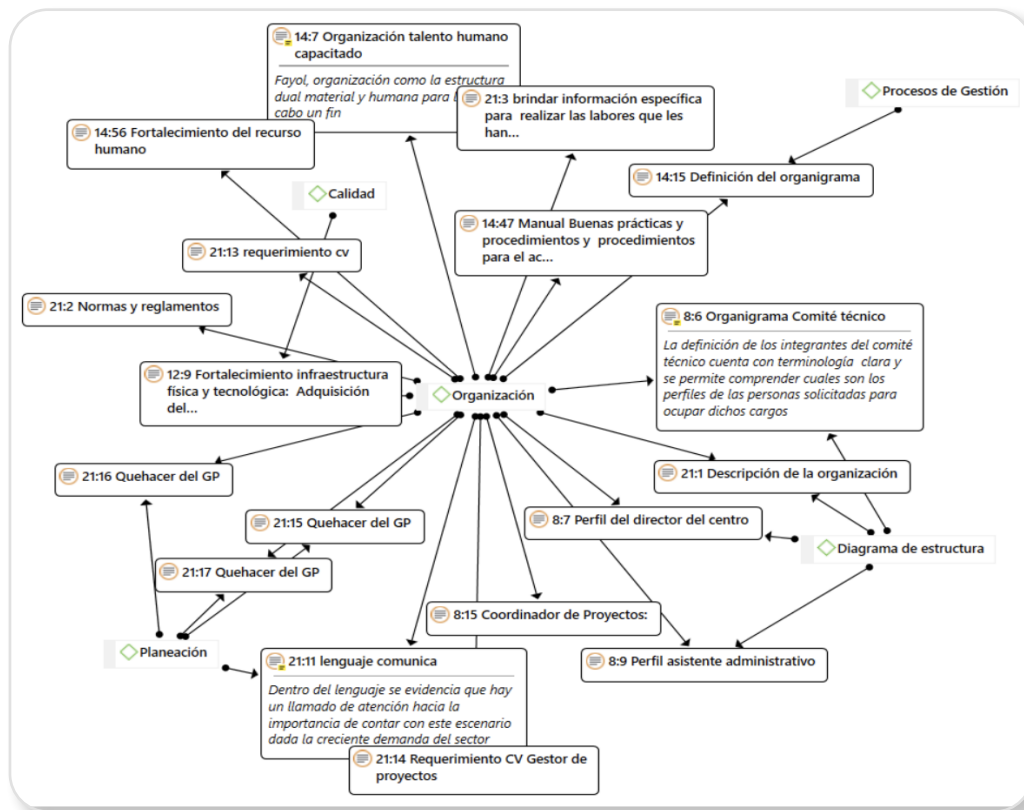 14:7 Organización talento humano
capacitado
Fayol, organización como la estructura
dual material y humana para l
cabo un fin
21:3 brindar información específica
para realizar las labores que les
han...
Procesos de Gestión
14:56 Fortalecimiento del recurso
humano
14:15 Definición del organigrama
Calidad
14:47 Manual Buenas prácticas y
procedimientos y procedimientos
para el ac...
21:13 requerimiento cv
21:2 Normas y reglamentos
8:6 Organigrama Comité técnico
La definición de los integrantes del comité
técnico cuenta con terminología clara y
se permite comprender cuales son los
perfiles de las personas solicitadas para
ocupar dichos cargos
12:9 Fortalecimiento infraestructura
física y tecnológica: Adquisición
del...
Organización
21:16 Quehacer del GP
21:1 Descripción de la organización
21:15 Quehacer del GP
8:7 Perfil del director del centro
Diagrama de estructura
21:17 Quehacer del GP
8:15 Coordinador de Proyectos:
Planeación
21:11 lenguaje comunica
Dentro del lenguaje se evidencia que hay
un llamado de atención hacia la
importancia de contar con este escenario
dada la creciente demanda del sector
8:9 Perfil asistente administrativo
21:14 Requerimiento CV Gestor de
proyectos